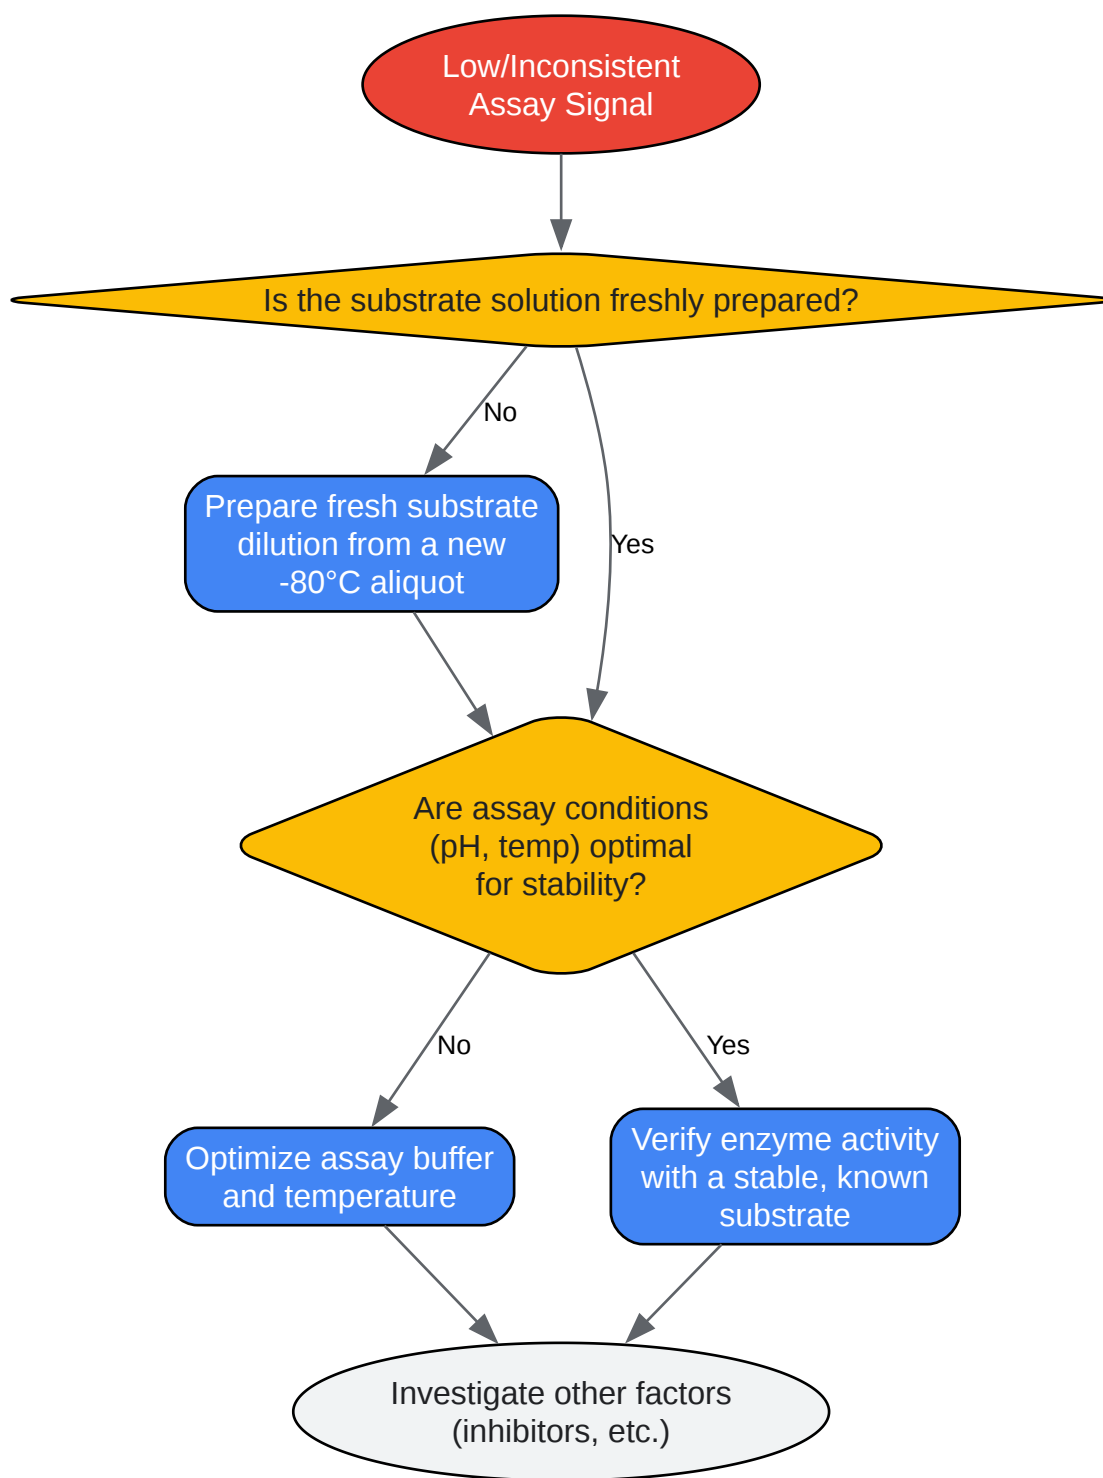 Low/Inconsistent
Assay Signal
Is the substrate solution freshly prepared?
No
Prepare fresh substrate
dilution from a new
-80°C aliquot
Yes
Are assay conditions
(pH, temp) optimal
for stability?
No
Yes
Optimize assay buffer
and temperature
Verify enzyme activity
with a stable, known
substrate
Investigate other factors
(inhibitors, etc.)